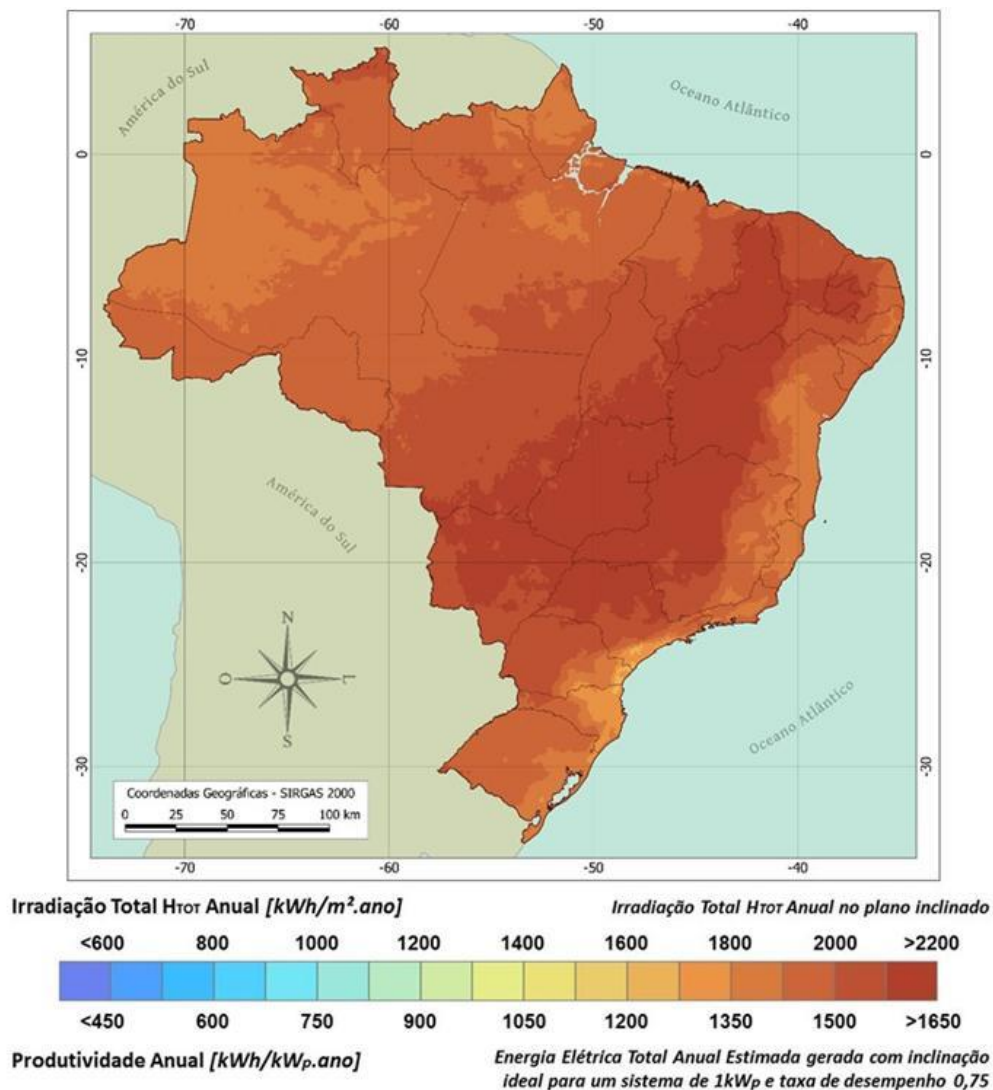 -70 -60 -50 -40
América do Sul
Oceano Atlântico
0 0
-10 -10
América do Sul
-20 -20
N
O L
S
Oceano Atlântico
-30 -30
Coordenadas Geográficas - SIRGAS 2000
0 25 50 75 100 km
-70 -60 -50 -40
Irradiação Total HTOT Anual [kWh/m².ano] Irradiação Total HTOT Anual no plano inclinado
<600 800 1000 1200 1400 1600 1800 2000 >2200
<450 600 750 900 1050 1200 1350 1500 >1650
Produtividade Anual [kWh/kWp.ano] Energia Elétrica Total Anual Estimada gerada com inclinação
ideal para um sistema de 1kWp e taxa de desempenho 0,75